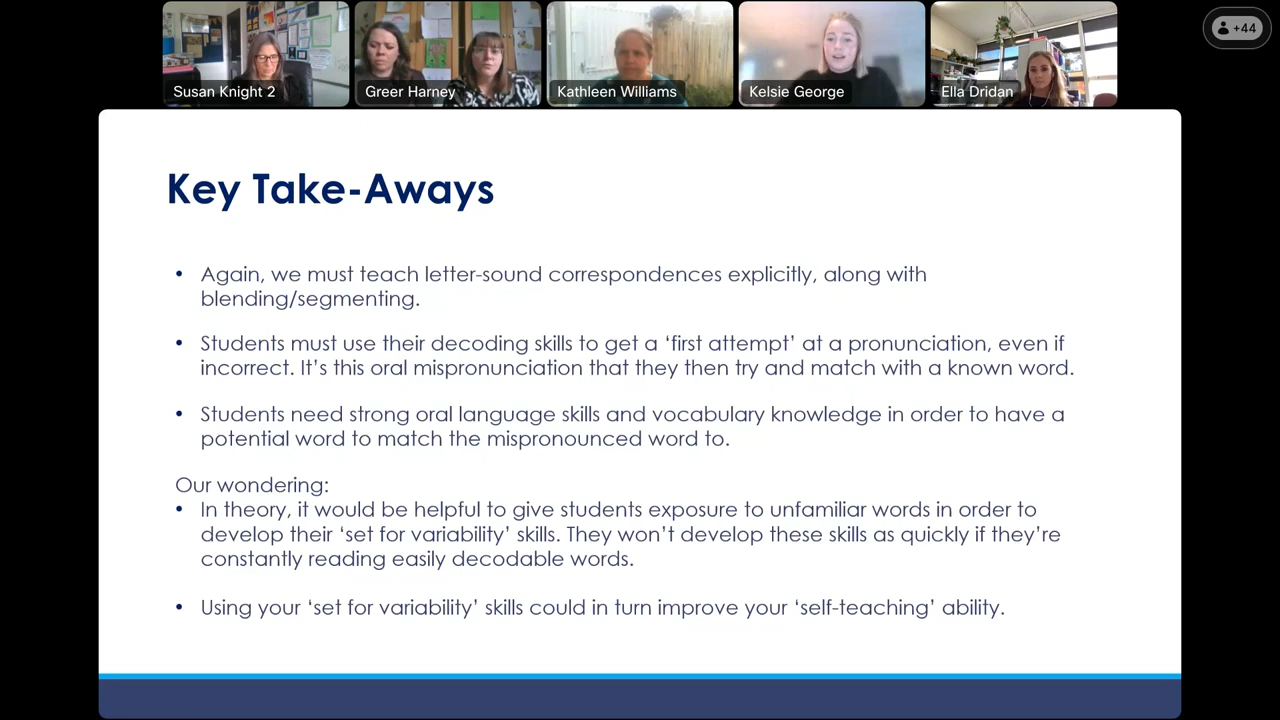 +44
Susan Knight 2
Greer Harney
Kathleen Williams
Kelsie George
Ella Dridan
Key Take-Aways
• Again, we must teach letter-sound correspondences explicitly, along with
blending/segmenting.
• Students must use their decoding skills to get a ‘first attempt’ at a pronunciation, even if
incorrect. It’s this oral mispronunciation that they then try and match with a known word.
• Students need strong oral language skills and vocabulary knowledge in order to have a
potential word to match the mispronounced word to.
Our wondering:
• In theory, it would be helpful to give students exposure to unfamiliar words in order to
develop their ‘set for variability’ skills. They won’t develop these skills as quickly if they’re
constantly reading easily decodable words.
• Using your ‘set for variability’ skills could in turn improve your ‘self-teaching’ ability.